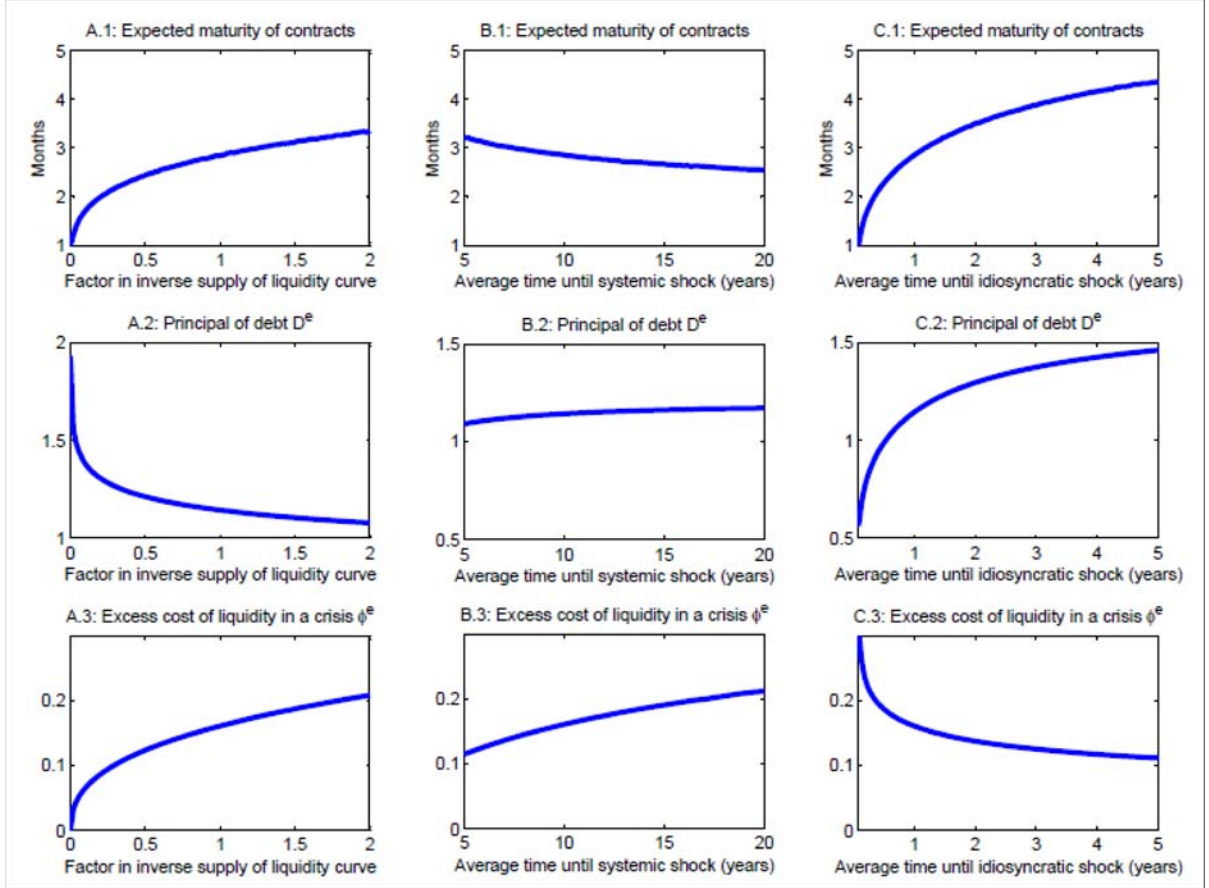 A.1: Expected maturity of contracts
5
4
3
2
1
Months
0 0.5 1 1.5 2
Factor in inverse supply of liquidity curve
B.1: Expected maturity of contracts
5
4
3
2
1
Months
5 10 15 20
Average time until systemic shock (years)
C.1: Expected maturity of contracts
5
4
3
2
1
Months
1 2 3 4 5
Average time until idiosyncratic shock (years)
A.2: Principal of debt Dᵉ
2
1.5
1
0 0.5 1 1.5 2
Factor in inverse supply of liquidity curve
B.2: Principal of debt Dᵉ
1.5
1
0.5
5 10 15 20
Average time until systemic shock (years)
C.2: Principal of debt Dᵉ
1.5
1
0.5
1 2 3 4 5
Average time until idiosyncratic shock (years)
A.3: Excess cost of liquidity in a crisis ϕᵉ
0.2
0.1
0
0 0.5 1 1.5 2
Factor in inverse supply of liquidity curve
B.3: Excess cost of liquidity in a crisis ϕᵉ
0.2
0.1
0
5 10 15 20
Average time until systemic shock (years)
C.3: Excess cost of liquidity in a crisis ϕᵉ
0.2
0.1
0
1 2 3 4 5
Average time until idiosyncratic shock (years)